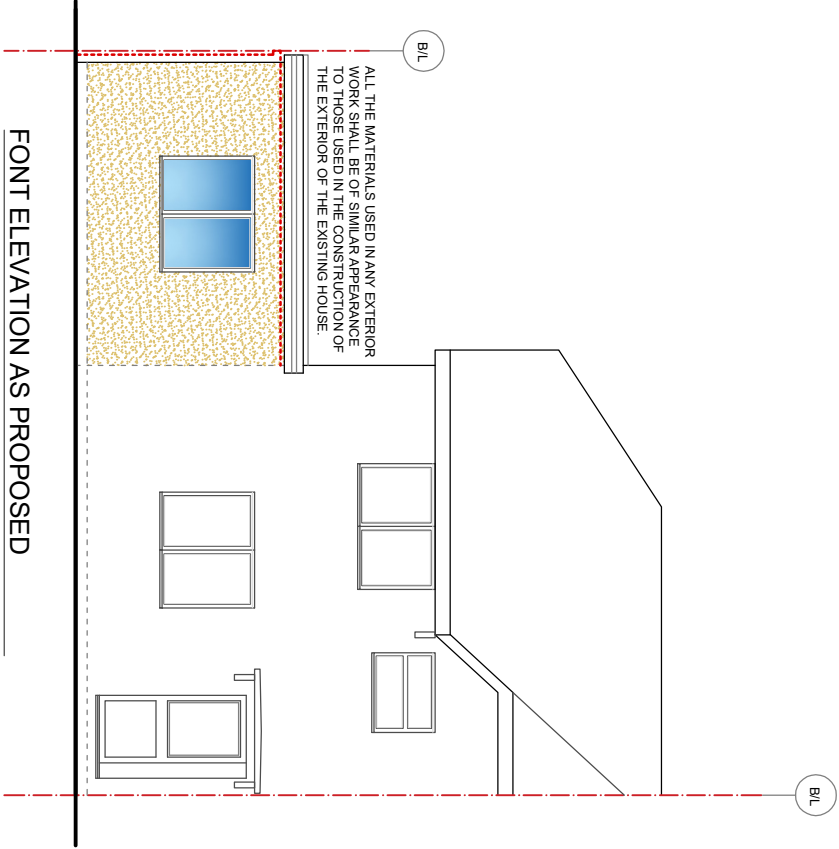 B/L
ALL THE MATERIALS USED IN ANY EXTERIOR
WORK SHALL BE OF SIMILAR APPEARANCE
TO THOSE USED IN THE CONSTRUCTION OF
THE EXTERIOR OF THE EXISTING HOUSE.
B/L
FONT ELEVATION AS PROPOSED